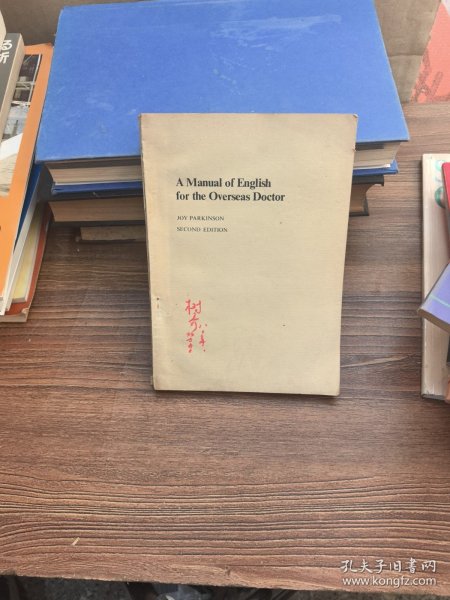 A Manual of English
for the Overseas Doctor
JOY PARKINSON
SECOND EDITION
树
孔夫子旧书网
www.kongfz.com